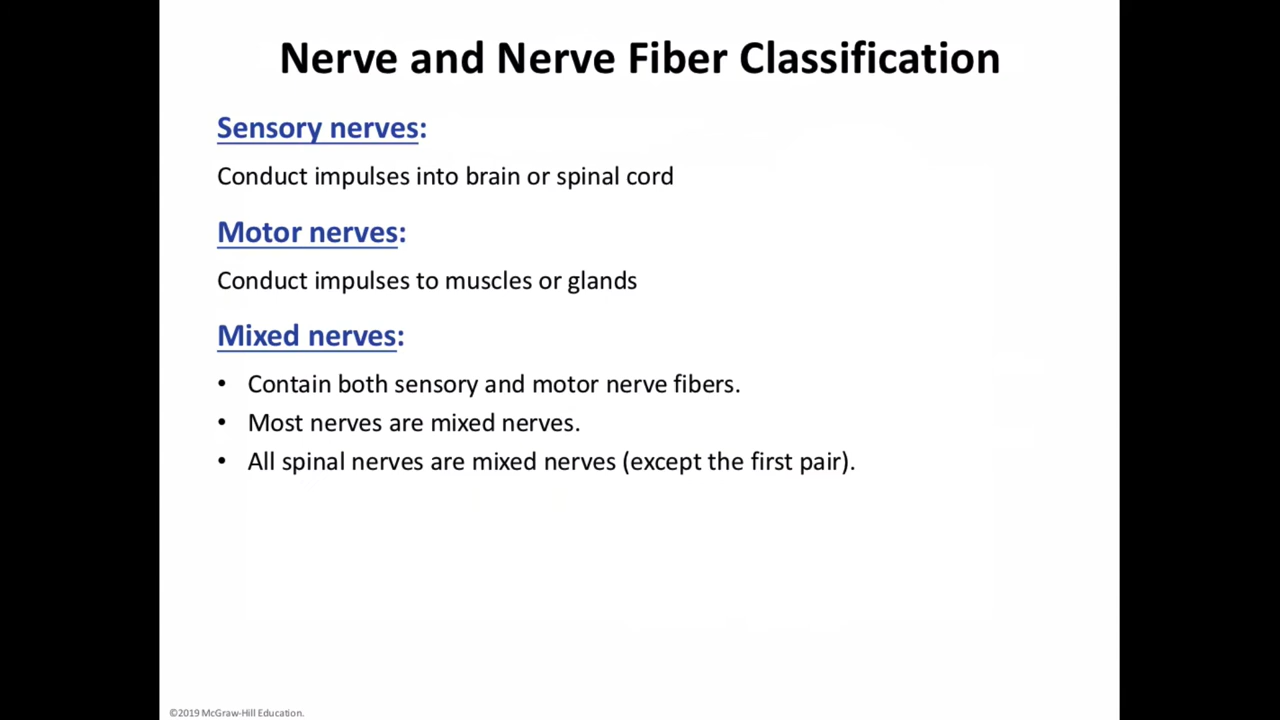 Nerve and Nerve Fiber Classification
Sensory nerves:
Conduct impulses into brain or spinal cord
Motor nerves:
Conduct impulses to muscles or glands
Mixed nerves:
• Contain both sensory and motor nerve fibers.
• Most nerves are mixed nerves.
• All spinal nerves are mixed nerves (except the first pair).
©2019 McGraw-Hill Education.